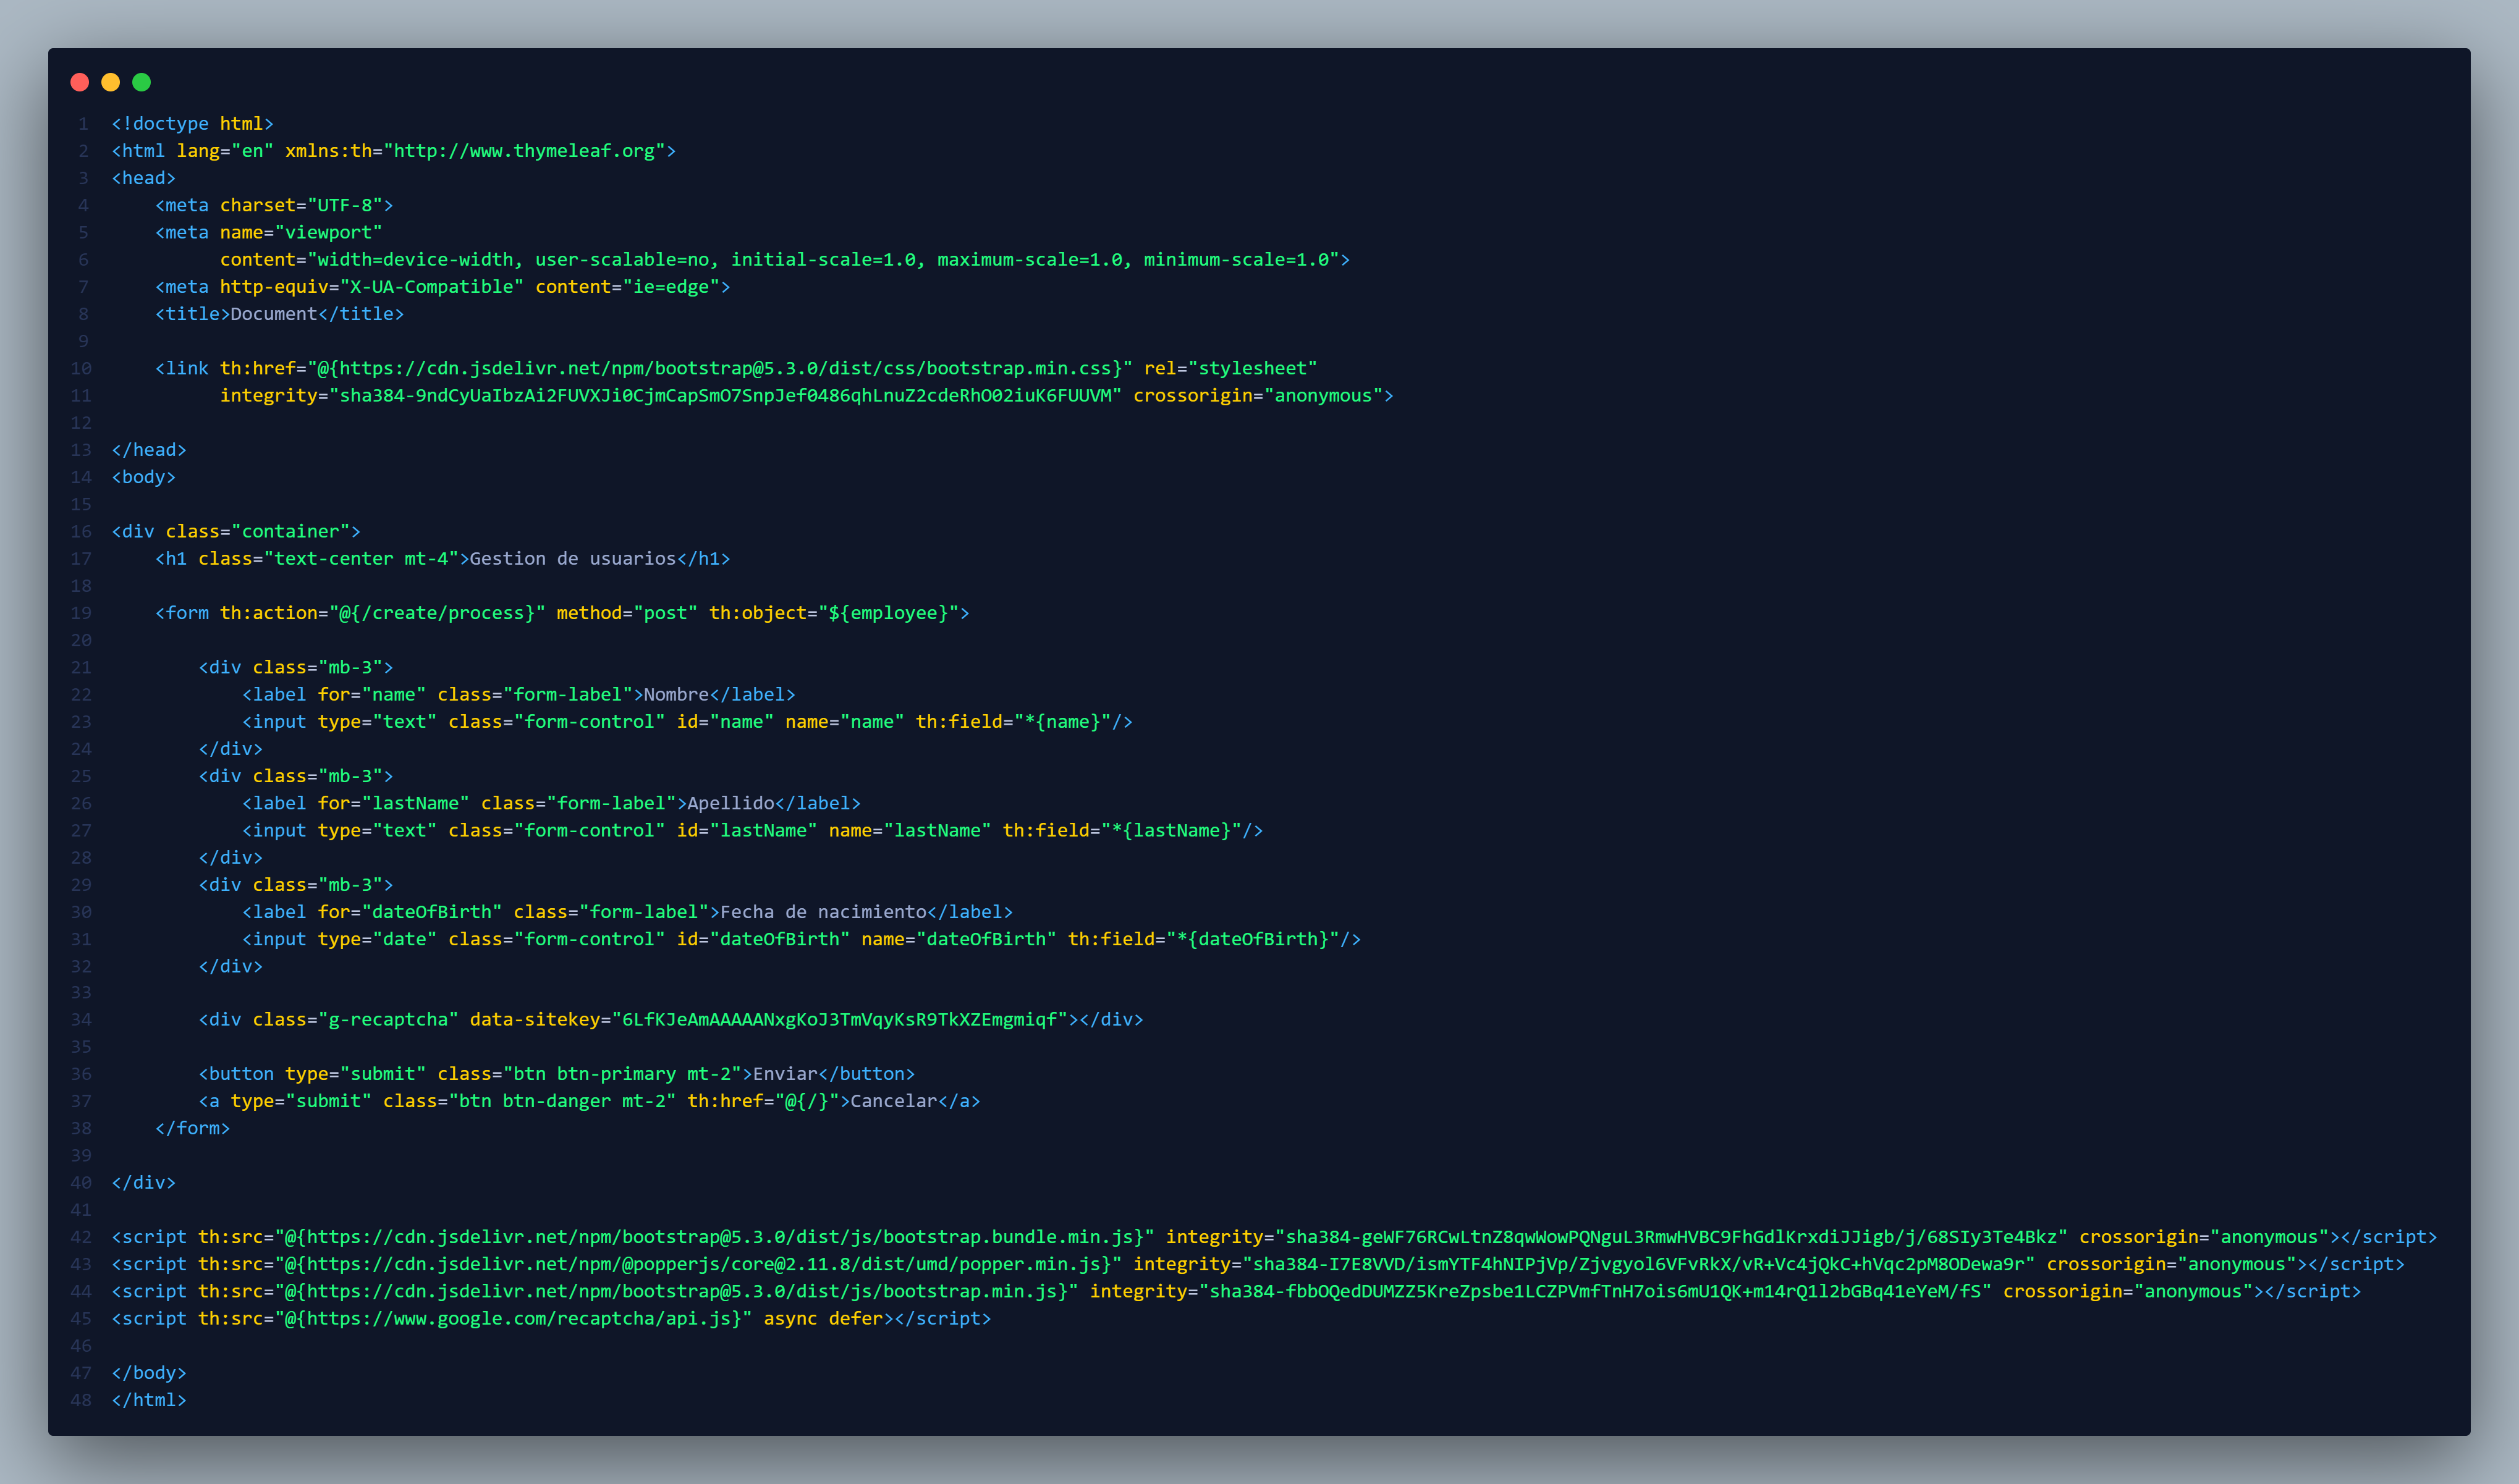 1 <!doctype html>
2 <html lang="en" xmlns:th="http://www.thymeleaf.org">
3 <head>
4     <meta charset="UTF-8">
5     <meta name="viewport"
6           content="width=device-width, user-scalable=no, initial-scale=1.0, maximum-scale=1.0, minimum-scale=1.0">
7     <meta http-equiv="X-UA-Compatible" content="ie=edge">
8     <title>Document</title>
9
10     <link th:href="@{https://cdn.jsdelivr.net/npm/bootstrap@5.3.0/dist/css/bootstrap.min.css}" rel="stylesheet"
11           integrity="sha384-9ndCyUaIbzAi2FUVXJi0CjmCapSmO7SnpJef0486qhLnuZ2cdeRhO02iuK6FUUVM" crossorigin="anonymous">
12
13 </head>
14 <body>
15
16 <div class="container">
17     <h1 class="text-center mt-4">Gestion de usuarios</h1>
18
19     <form th:action="@{/create/process}" method="post" th:object="${employee}">
20
21         <div class="mb-3">
22             <label for="name" class="form-label">Nombre</label>
23             <input type="text" class="form-control" id="name" name="name" th:field="*{name}"/>
24         </div>
25         <div class="mb-3">
26             <label for="lastName" class="form-label">Apellido</label>
27             <input type="text" class="form-control" id="lastName" name="lastName" th:field="*{lastName}"/>
28         </div>
29         <div class="mb-3">
30             <label for="dateOfBirth" class="form-label">Fecha de nacimiento</label>
31             <input type="date" class="form-control" id="dateOfBirth" name="dateOfBirth" th:field="*{dateOfBirth}"/>
32         </div>
33
34         <div class="g-recaptcha" data-sitekey="6LfKJeAmAAAAANxgKoJ3TmVqyKsR9TkXZEmgmiqf"></div>
35
36         <button type="submit" class="btn btn-primary mt-2">Enviar</button>
37         <a type="submit" class="btn btn-danger mt-2" th:href="@{/}">Cancelar</a>
38     </form>
39
40 </div>
41
42 <script th:src="@{https://cdn.jsdelivr.net/npm/bootstrap@5.3.0/dist/js/bootstrap.bundle.min.js}" integrity="sha384-geWF76RCwLtnZ8qwWowPQNguL3RmwHVBC9FhGdlKrxdiJJigb/j/68SIy3Te4Bkz" crossorigin="anonymous"></script>
43 <script th:src="@{https://cdn.jsdelivr.net/npm/@popperjs/core@2.11.8/dist/umd/popper.min.js}" integrity="sha384-I7E8VVD/ismYTF4hNIPjVp/Zjvgyol6VFvRkX/vR+Vc4jQkC+hVqc2pM8ODewa9r" crossorigin="anonymous"></script>
44 <script th:src="@{https://cdn.jsdelivr.net/npm/bootstrap@5.3.0/dist/js/bootstrap.min.js}" integrity="sha384-fbbOQedDUMZZ5KreZpsbe1LCZPVmfTnH7ois6mU1QK+m14rQ1l2bGBq41eYeM/fS" crossorigin="anonymous"></script>
45 <script th:src="@{https://www.google.com/recaptcha/api.js}" async defer></script>
46
47 </body>
48 </html>